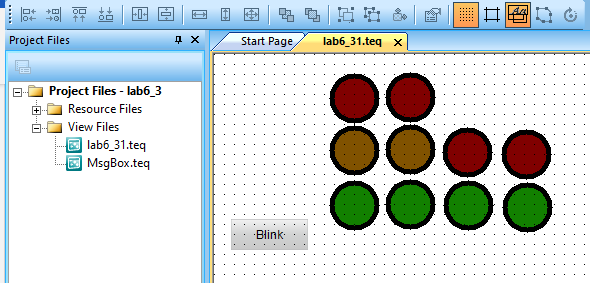 Project Files
Start Page
lab6_31.teq
Project Files - lab6_3
Resource Files
View Files
lab6_31.teq
MsgBox.teq
Blink